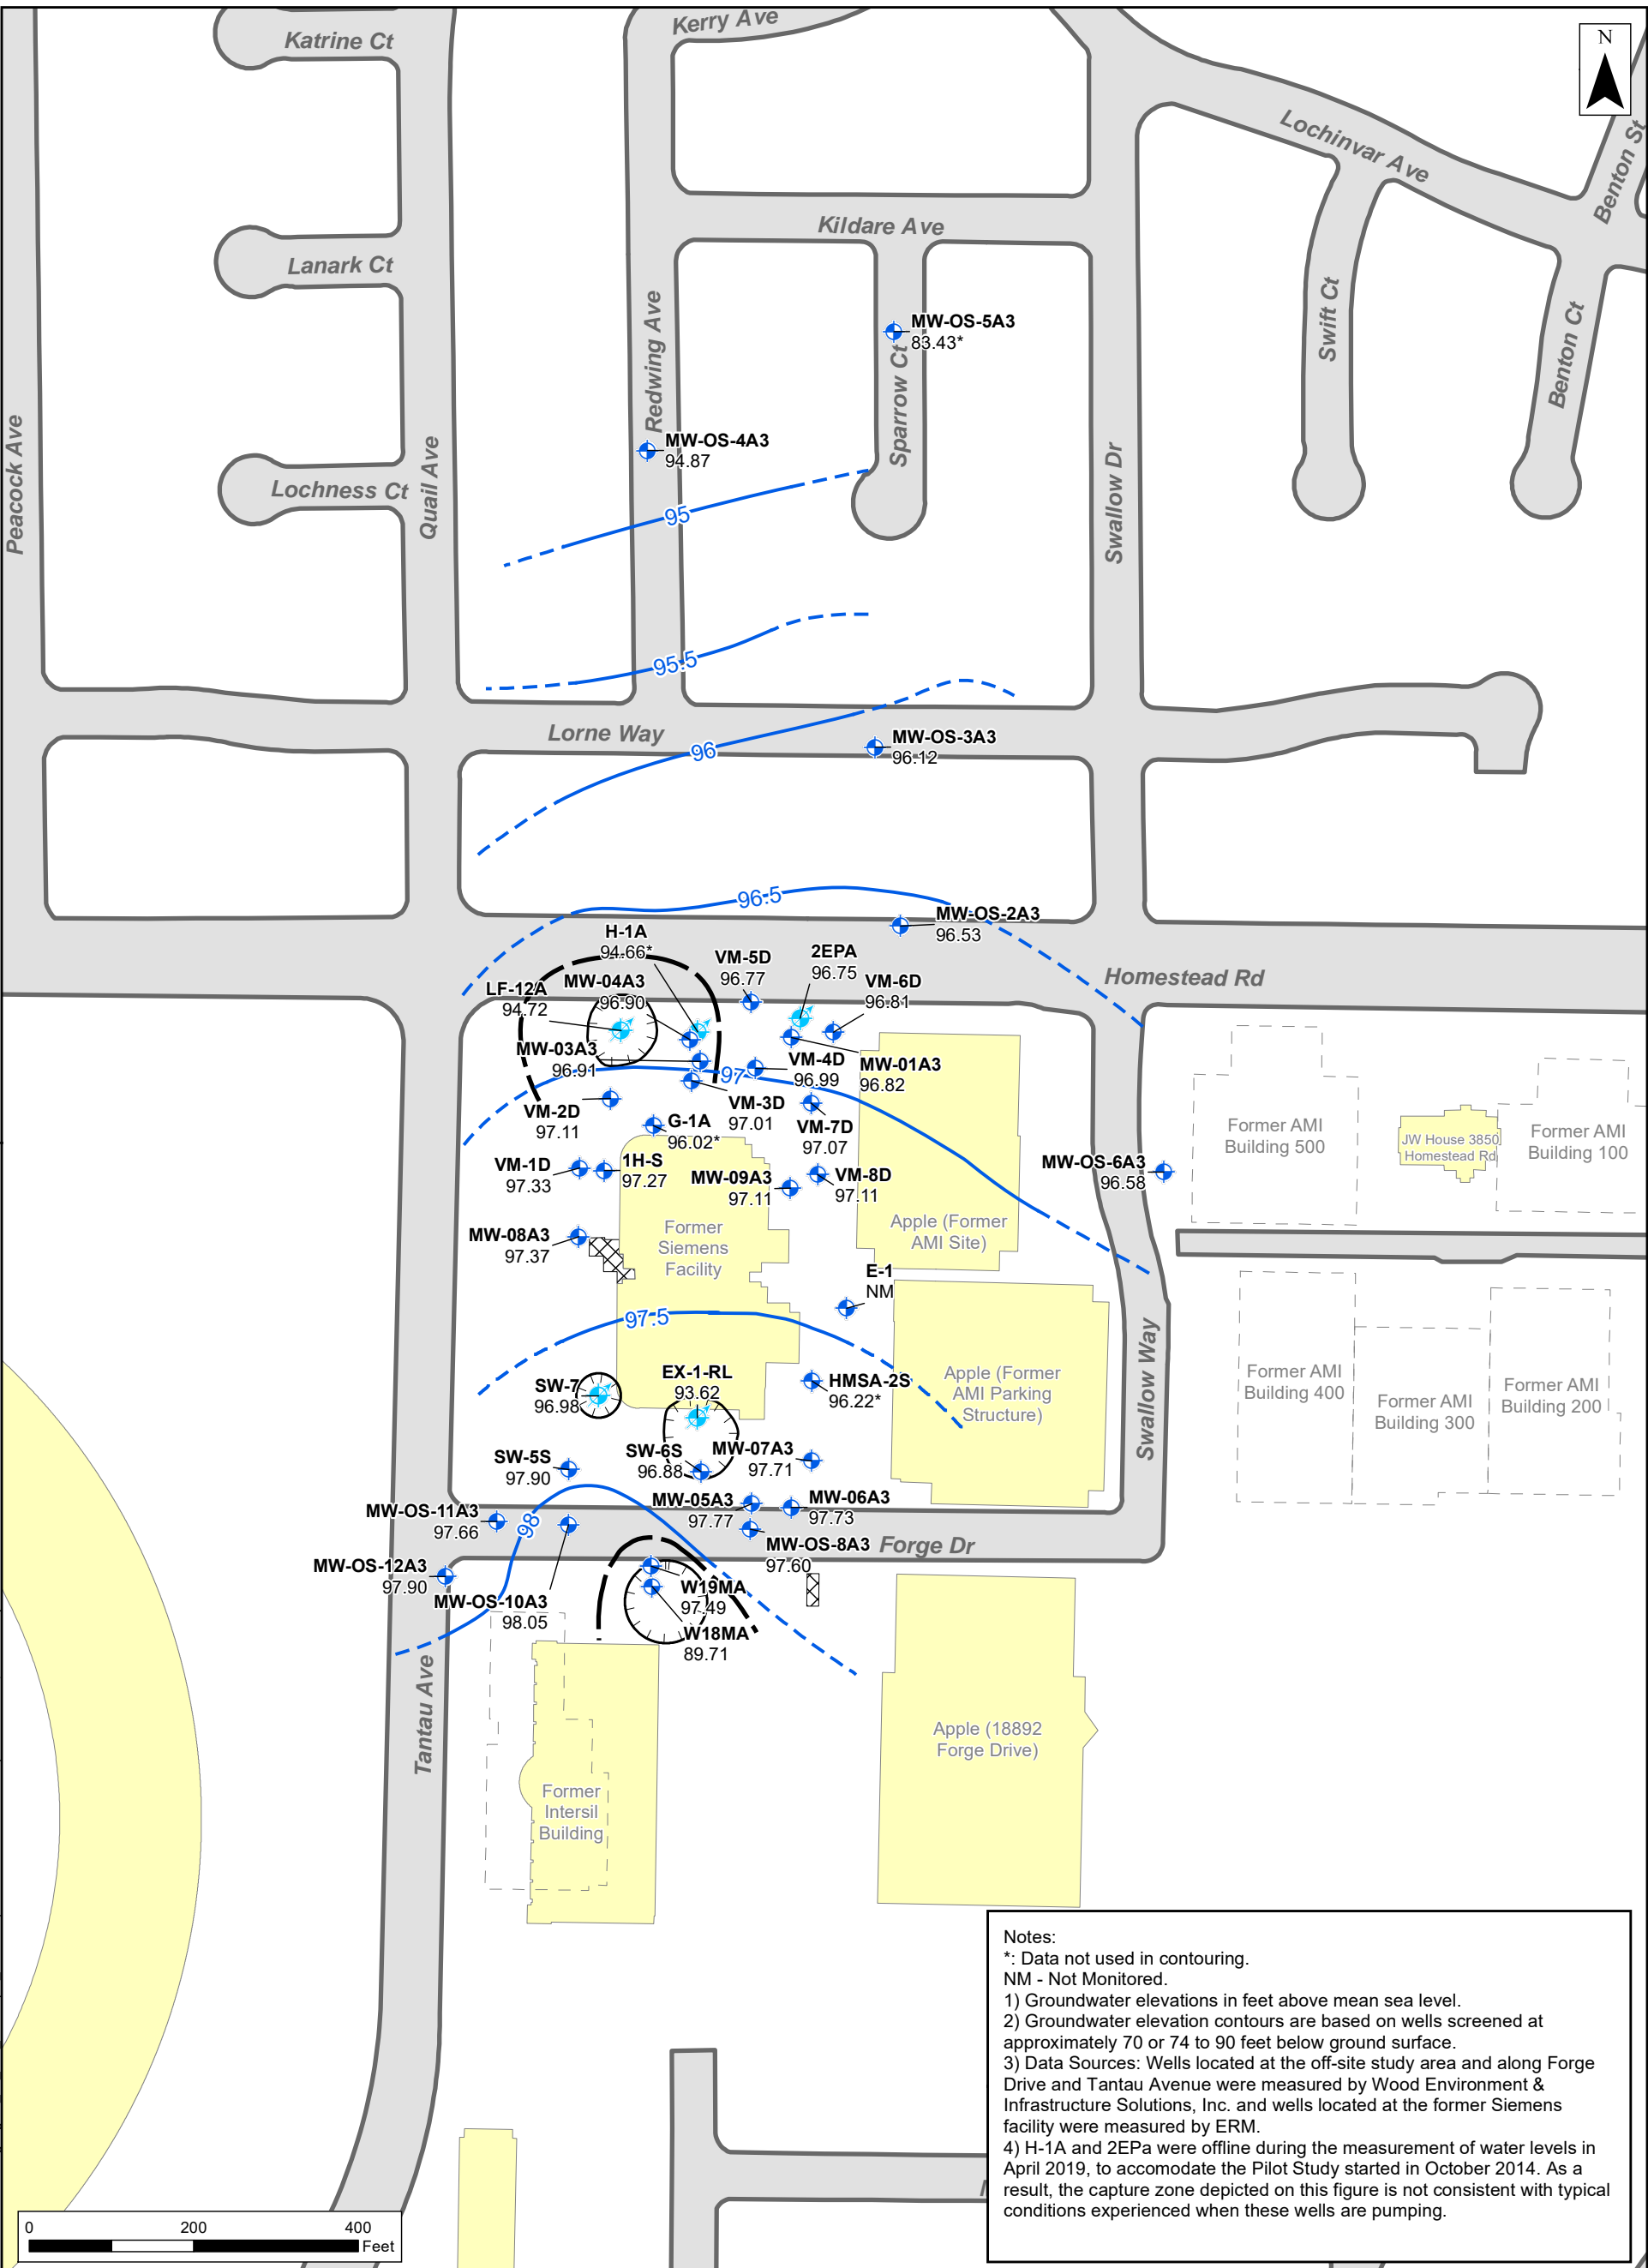 Kerry Ave
Katrine Ct
N
Lochinvar Ave
Benton St
Kildare Ave
Lanark Ct
Redwing Ave
Swift Ct
Benton Ct
MW-OS-5A3
83.43*
Sparrow Ct
Peacock Ave
Quail Ave
Swallow Dr
MW-OS-4A3
94.87
Lochness Ct
95
95.5
Lorne Way
96
MW-OS-3A3
96.12
96.5
MW-OS-2A3
96.53
H-1A
94.66*
VM-5D
96.77
2EPA
96.75
VM-6D
96.81
Homestead Rd
LF-12A
94.72
MW-04A3
96.90
MW-03A3
96.91
97
VM-4D
96.99
MW-01A3
96.82
VM-2D
97.11
VM-3D
97.01
VM-7D
97.07
G-1A
96.02*
VM-1D
97.33
1H-S
97.27
MW-09A3
97.11
VM-8D
97.11
MW-OS-6A3
96.58
Former AMI
Building 500
JW House 3850
Homestead Rd
Former AMI
Building 100
MW-08A3
97.37
Former
Siemens
Facility
Apple (Former
AMI Site)
E-1
NM
97.5
EX-1-RL
93.62
SW-7
96.98
HMSA-2S
96.22*
Apple (Former
AMI Parking
Structure)
Swallow Way
Former AMI
Building 400
Former AMI
Building 300
Former AMI
Building 200
SW-5S
97.90
SW-6S
96.88
MW-07A3
97.71
MW-OS-11A3
97.66
98
MW-05A3
97.77
MW-06A3
97.73
MW-OS-8A3
97.60
Forge Dr
MW-OS-12A3
97.90
MW-OS-10A3
98.05
W19MA
97.49
W18MA
89.71
Tantau Ave
Apple (18892
Forge Drive)
Former
Intersil
Building
Notes:
*: Data not used in contouring.
NM - Not Monitored.
1) Groundwater elevations in feet above mean sea level.
2) Groundwater elevation contours are based on wells screened at
approximately 70 or 74 to 90 feet below ground surface.
3) Data Sources: Wells located at the off-site study area and along Forge
Drive and Tantau Avenue were measured by Wood Environment &
Infrastructure Solutions, Inc. and wells located at the former Siemens
facility were measured by ERM.
4) H-1A and 2EPa were offline during the measurement of water levels in
April 2019, to accomodate the Pilot Study started in October 2014. As a
result, the capture zone depicted on this figure is not consistent with typical
conditions experienced when these wells are pumping.
0 200 400
Feet